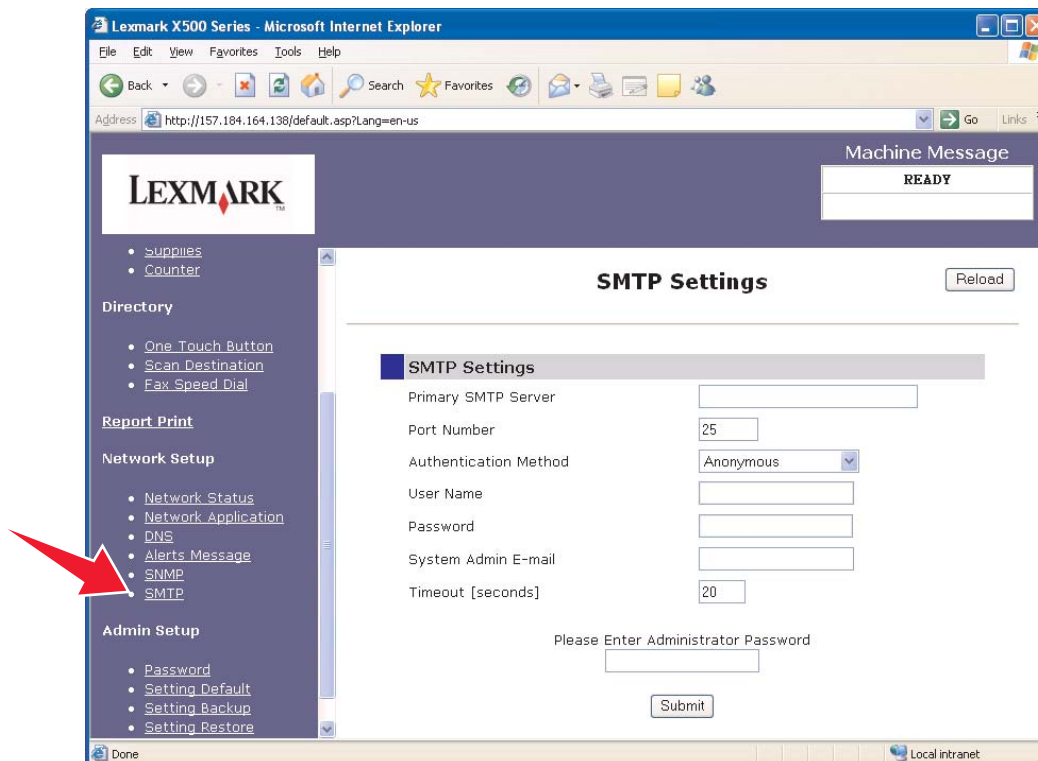 Lexmark X500 Series - Microsoft Internet Explorer
File Edit View Favorites Tools Help
Back Search Favorites
Address http://157.184.164.138/default.asp?Lang=en-us Go Links
Machine Message
READY
LEXMARK TM
Supplies
Counter
Directory
One Touch Button
Scan Destination
Fax Speed Dial
Report Print
Network Setup
Network Status
Network Application
DNS
Alerts Message
SNMP
SMTP
Admin Setup
Password
Setting Default
Setting Backup
Setting Restore
SMTP Settings Reload
SMTP Settings
Primary SMTP Server
Port Number 25
Authentication Method Anonymous
User Name
Password
System Admin E-mail
Timeout [seconds] 20
Please Enter Administrator Password
Submit
Done Local intranet